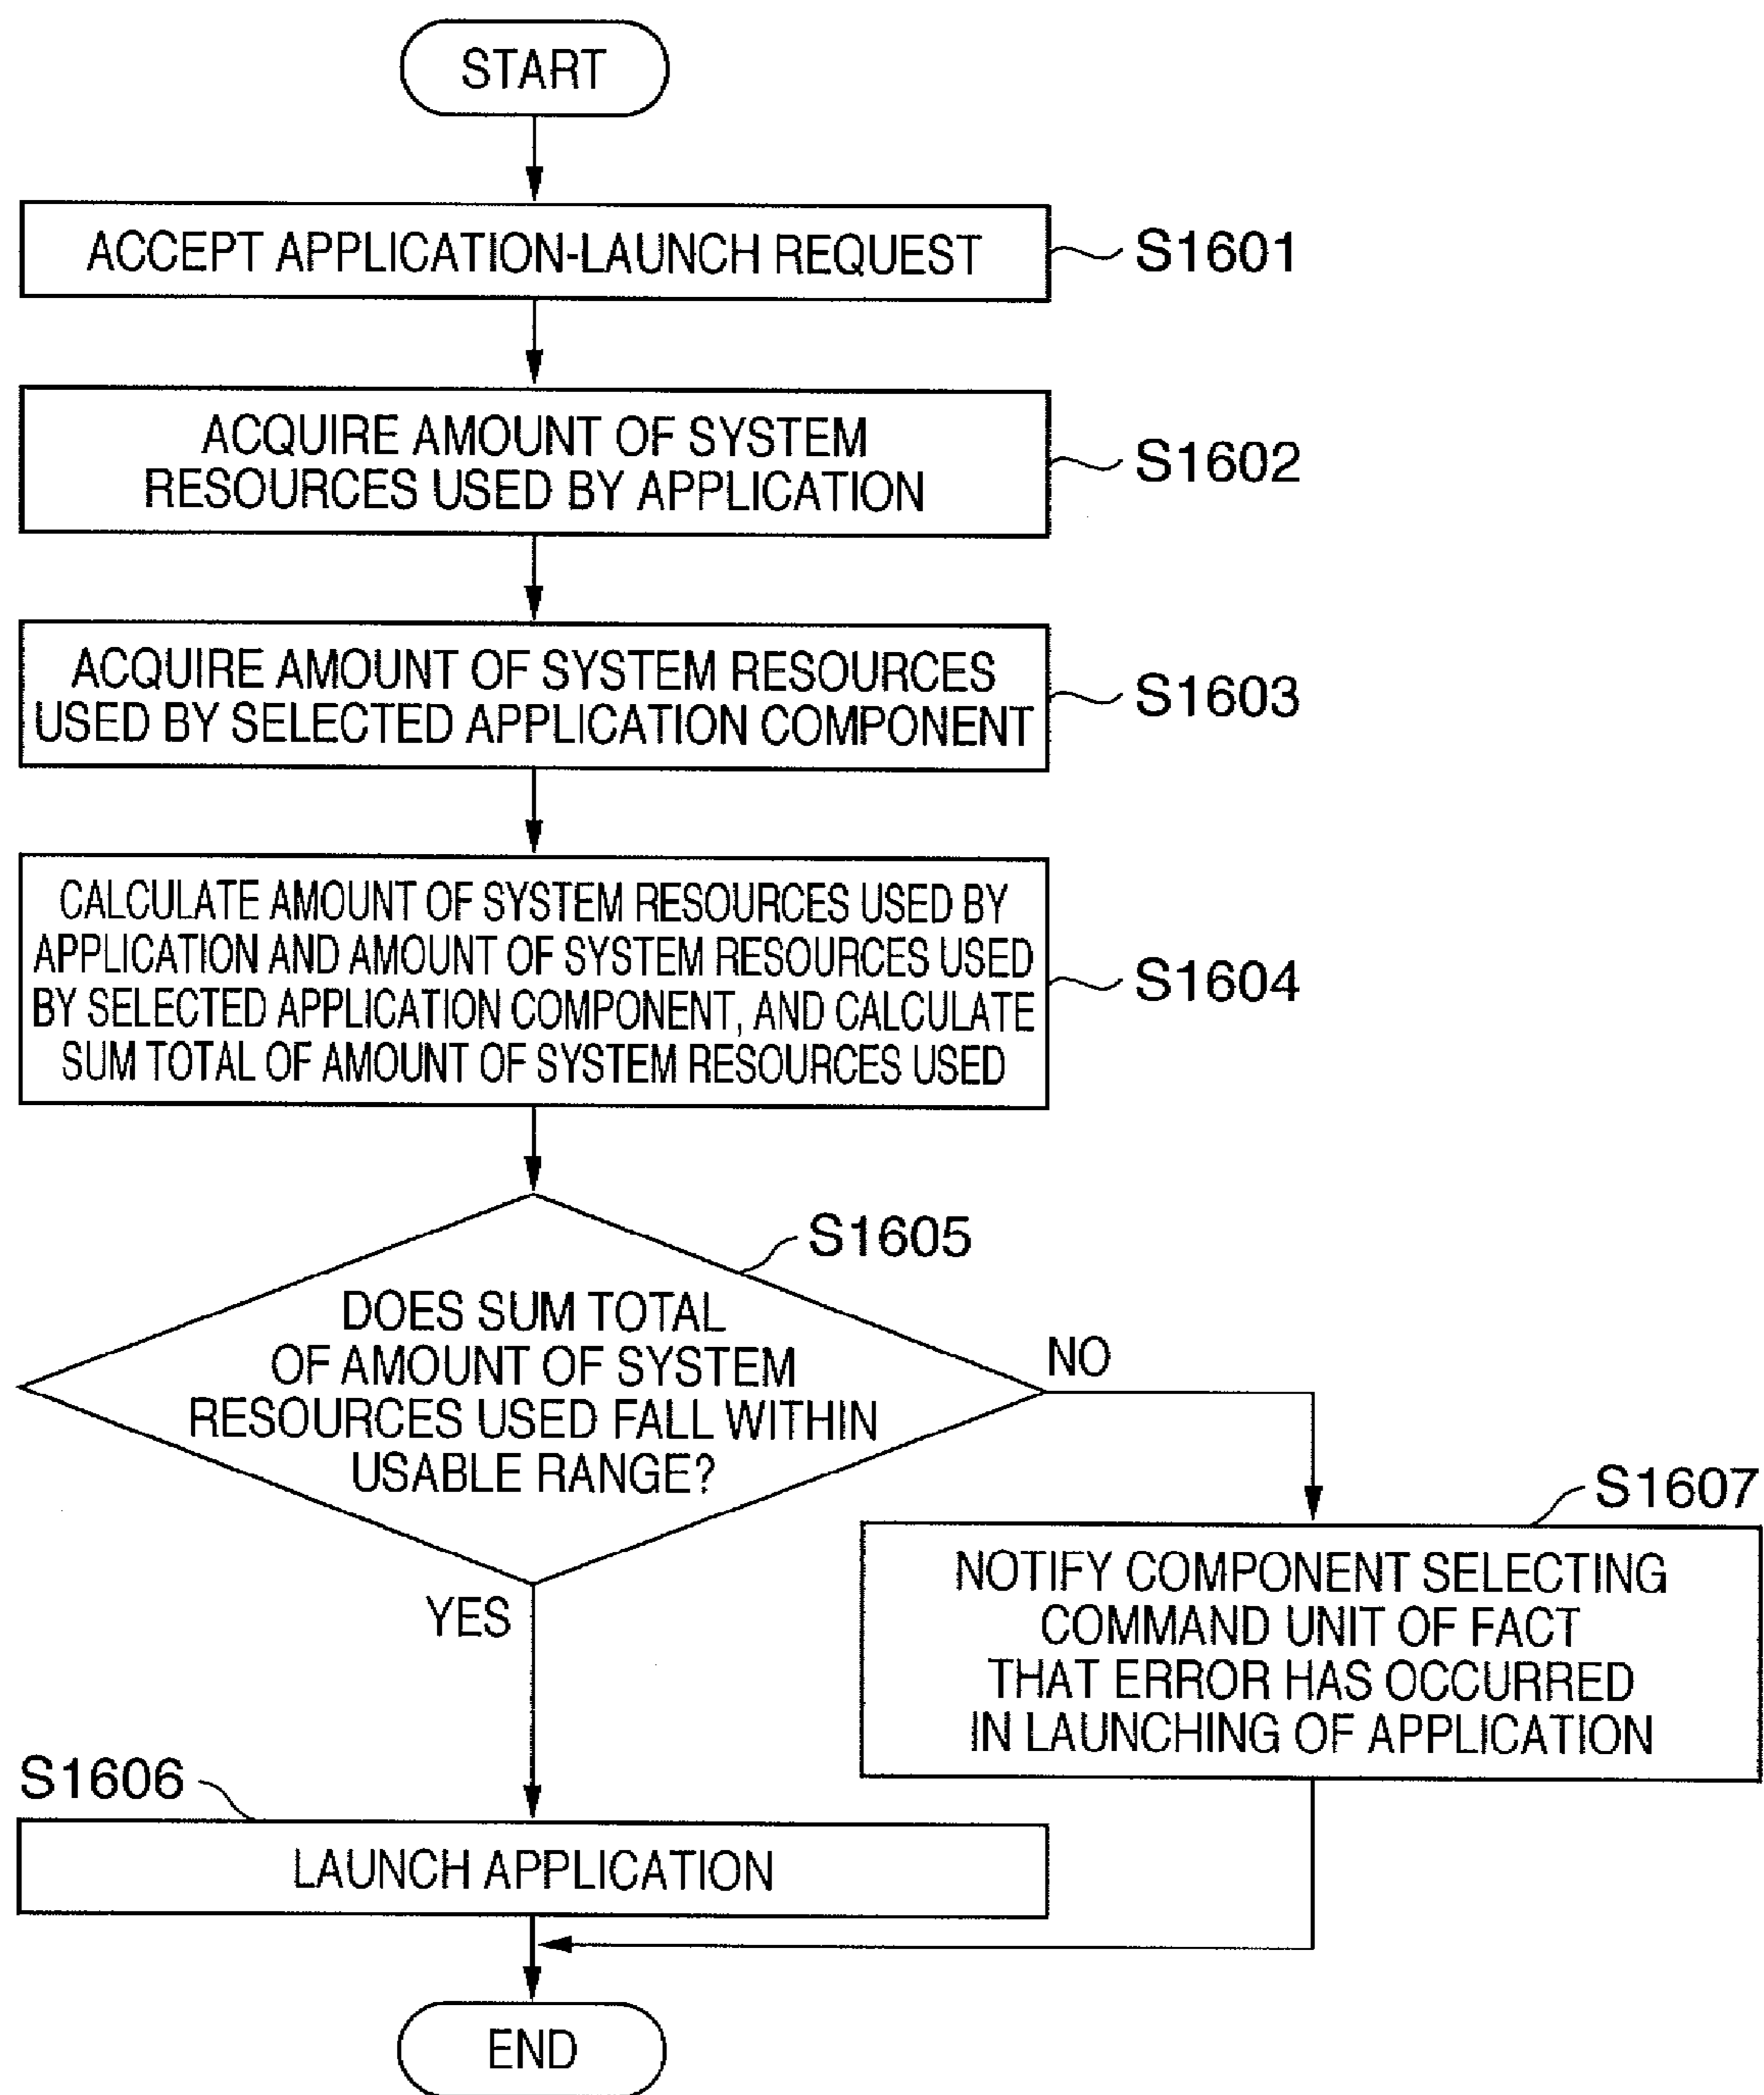 START
ACCEPT APPLICATION-LAUNCH REQUEST
S1601
ACQUIRE AMOUNT OF SYSTEM
RESOURCES USED BY APPLICATION
S1602
ACQUIRE AMOUNT OF SYSTEM RESOURCES
USED BY SELECTED APPLICATION COMPONENT
S1603
CALCULATE AMOUNT OF SYSTEM RESOURCES USED BY
APPLICATION AND AMOUNT OF SYSTEM RESOURCES USED
BY SELECTED APPLICATION COMPONENT, AND CALCULATE
SUM TOTAL OF AMOUNT OF SYSTEM RESOURCES USED
S1604
S1605
DOES SUM TOTAL
OF AMOUNT OF SYSTEM
RESOURCES USED FALL WITHIN
USABLE RANGE?
NO
YES
S1607
NOTIFY COMPONENT SELECTING
COMMAND UNIT OF FACT
THAT ERROR HAS OCCURRED
IN LAUNCHING OF APPLICATION
S1606
LAUNCH APPLICATION
END